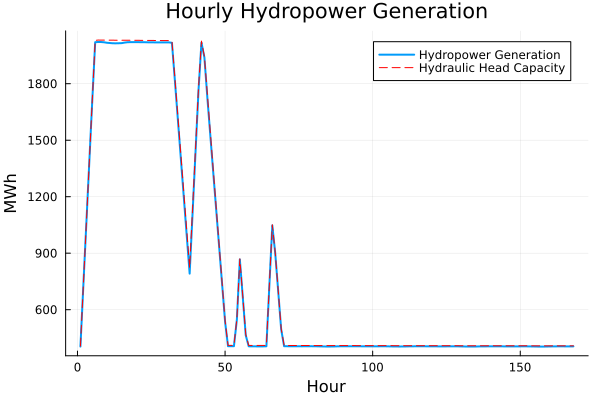 Hourly Hydropower Generation
Hydropower Generation
Hydraulic Head Capacity
MWh
1800
1500
1200
900
600
0
50
100
150
Hour